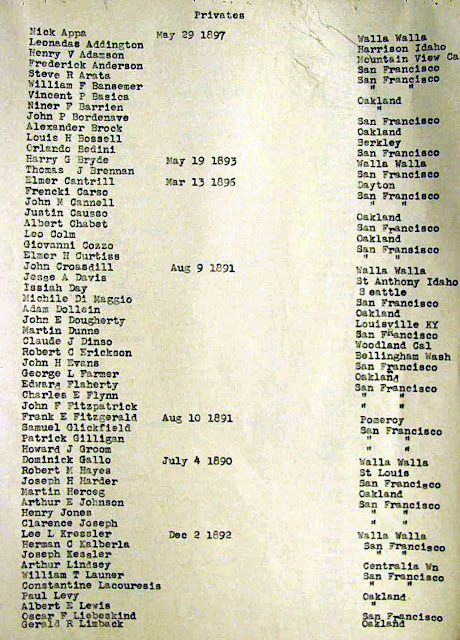 Privates
Nick Appa May 29 1897 Walla Walla
Leonadas Addington Harrison Idaho
Henry V Adamson Mountain View Ca
Frederick Anderson San Francisco
Steve R Arata San Francisco
William F Bansemer " "
Vincent P Basica Oakland
Niner F Barrien "
John P Bordenave San Francisco
Alexander Brock Oakland
Louis H Bossell Berkley
Orlando Bedini San Francisco
Harry G Bryde May 19 1893 Walla Walla
Thomas J Brennan San Francisco
Elmer Cantrill Mar 13 1896 Dayton
Frencki Carso San Francisco
John M Cannell " "
Justin Causso Oakland
Albert Chabet San Francisco
Leo Colm Oakland
Giovanni Cozzo San Fransisco
Elmer H Curtiss " "
John Croasdill Aug 9 1891 Walla Walla
Jesse A Davis St Anthony Idaho
Issiah Day Seattle
Michile Di Maggio San Francisco
Adam Dollein Oakland
John E Dougherty Louisville KY
Martin Dunne San Francisco
Claude J Dinso Woodland Cal
Robert C Erickson Bellingham Wash
John H Evans San Francisco
George L Farmer Oakland
Edward Flaherty San Francisco
Charles E Flynn " "
John F Fitzpatrick " "
Frank E Fitzgerald Aug 10 1891 Pomeroy
Samuel Glickfield San Francisco
Patrick Gilligan " "
Howard J Groom " "
Dominick Gallo July 4 1890 Walla Walla
Robert M Hayes St Louis
Joseph H Harder San Francisco
Martin Herceg Oakland
Arthur E Johnson San Francisco
Henry Jones " "
Clarence Joseph " "
Lee L Kressler Dec 2 1892 Walla Walla
Herman C Kalberla San Francisco
Joseph Kessler " "
Arthur Lindsey Centralia Wn
William T Launer San Francisco
Constantine Lacouresis " "
Paul Levy Oakland
Albert E Lewis "
Oscar F Liebeskind San Francisco
Gerald R Limback Oakland